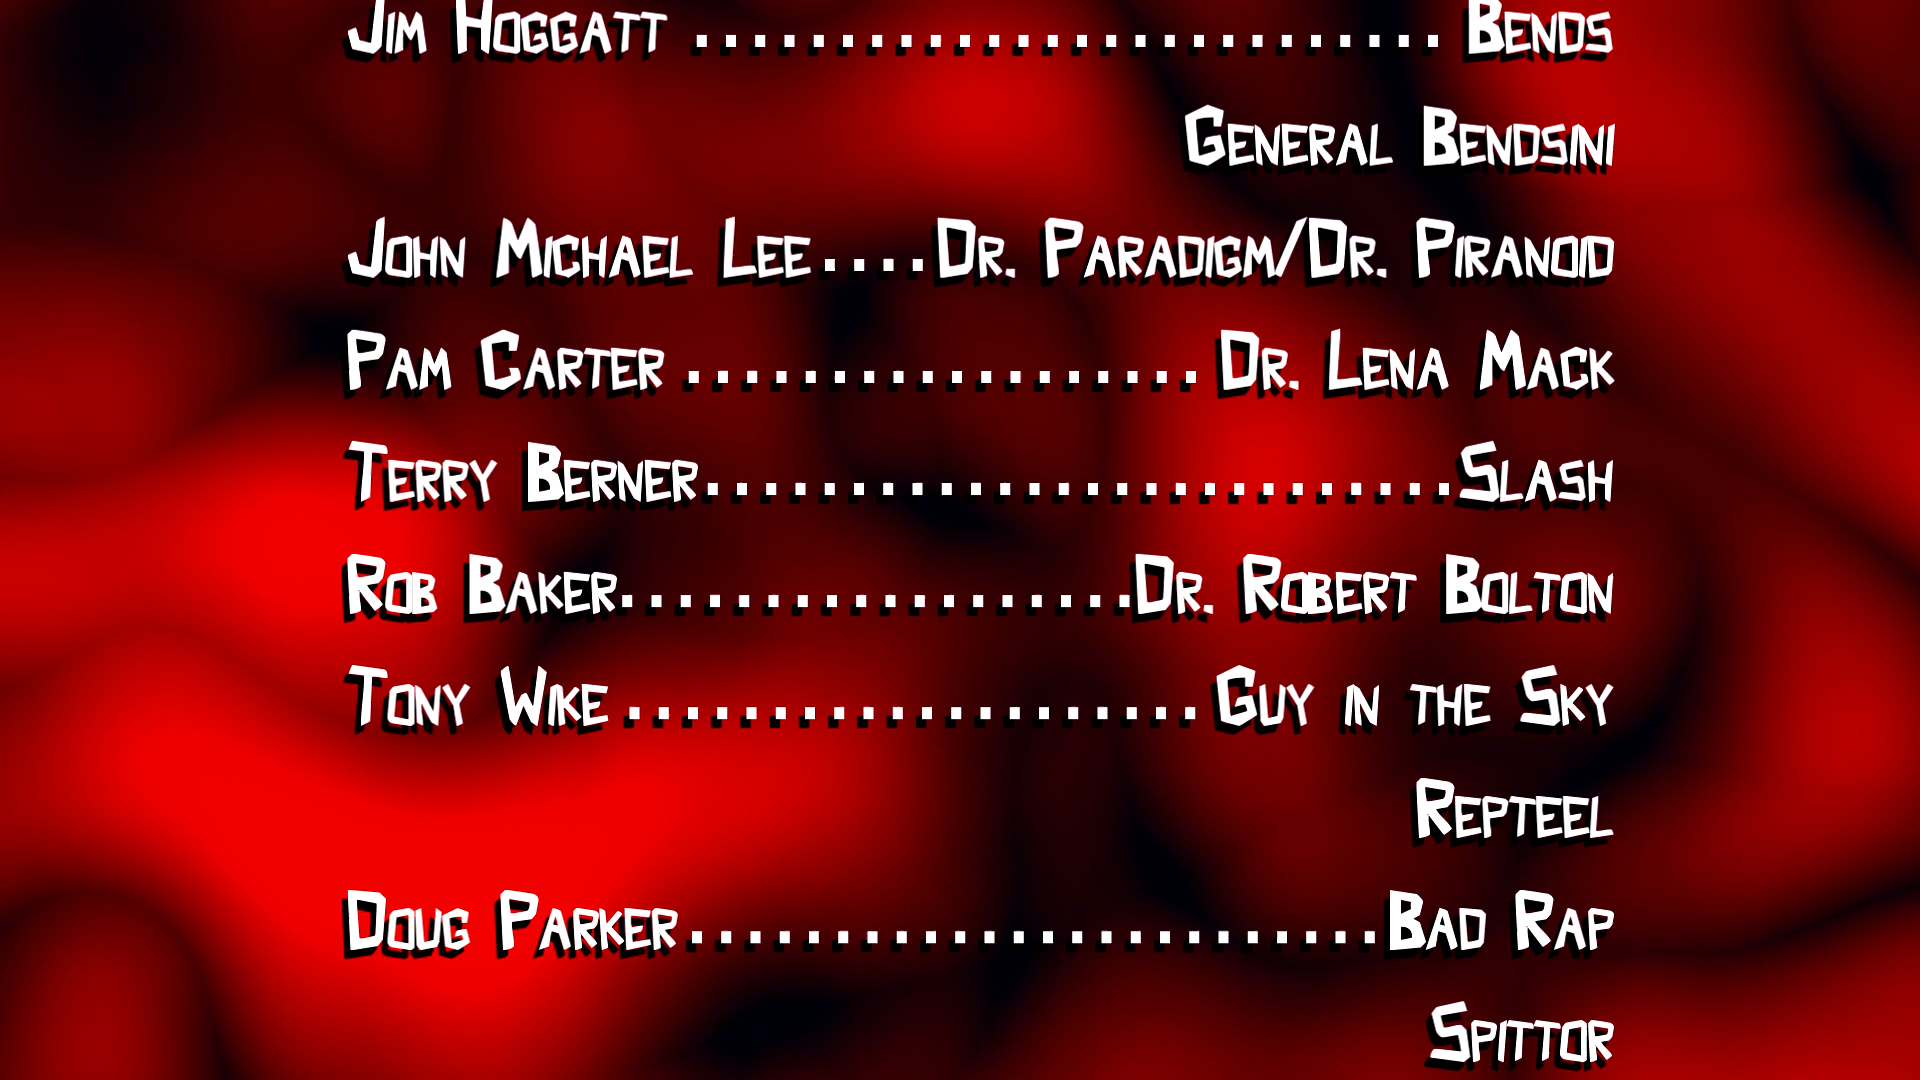 Jim Hoggatt .......................... Bends
General Bendsini
John Michael Lee....Dr. Paradigm/Dr. Piranoid
Pam Carter .................. Dr. Lena Mack
Terry Berner..........................Slash
Rob Baker..................Dr. Robert Bolton
Tony Wike .................... Guy in the Sky
Repteel
Doug Parker........................Bad Rap
Spittor